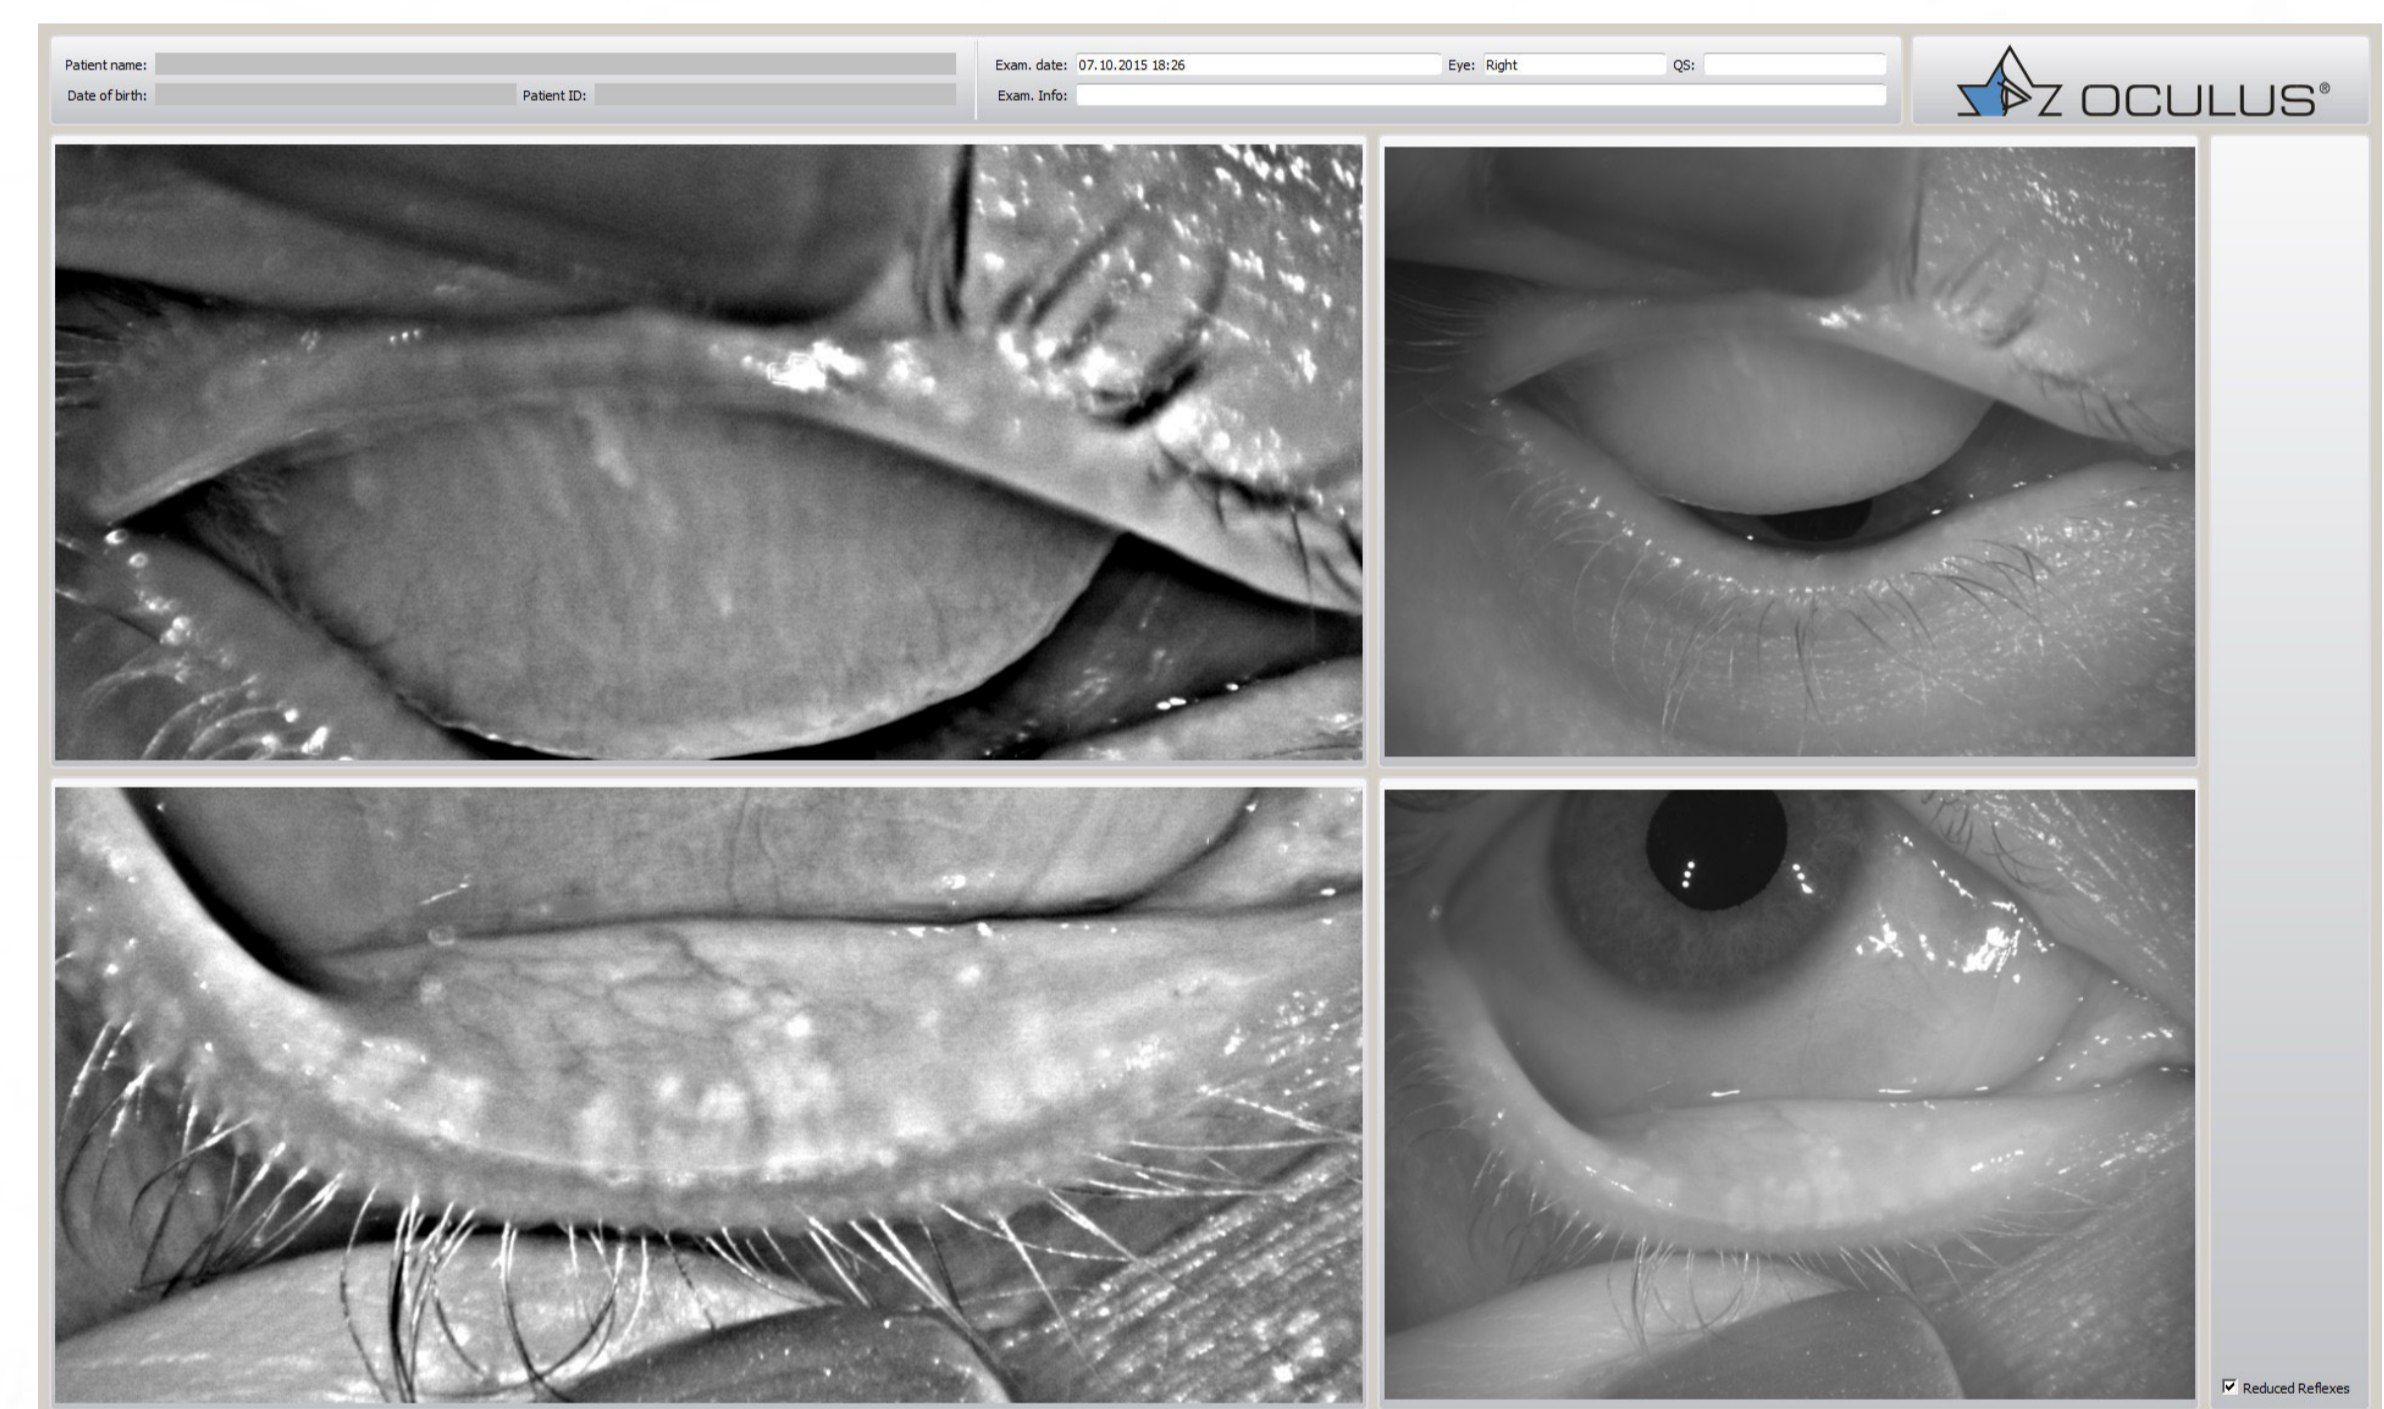 Patient name:
Date of birth: Patient ID:
Exam. date: 07.10.2015 18:26 Eye: Right QS:
Exam. Info:
OCULUS®
Reduced Reflexes